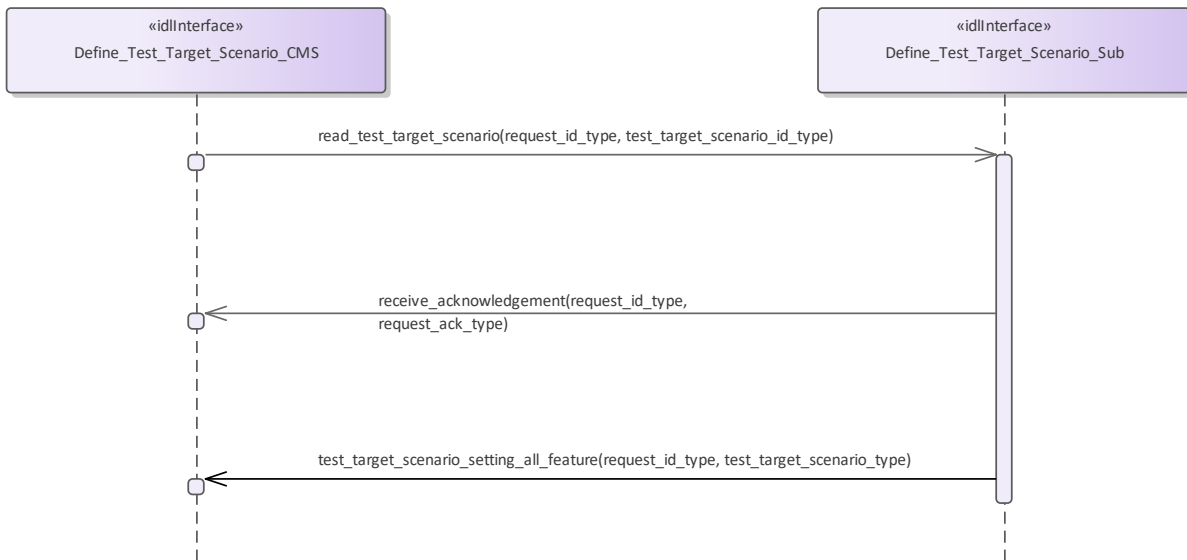 «idlInterface»
Define_Test_Target_Scenario_CMS
«idlInterface»
Define_Test_Target_Scenario_Sub
read_test_target_scenario(request_id_type, test_target_scenario_id_type)
receive_acknowledgement(request_id_type,
request_ack_type)
test_target_scenario_setting_all_feature(request_id_type, test_target_scenario_type)